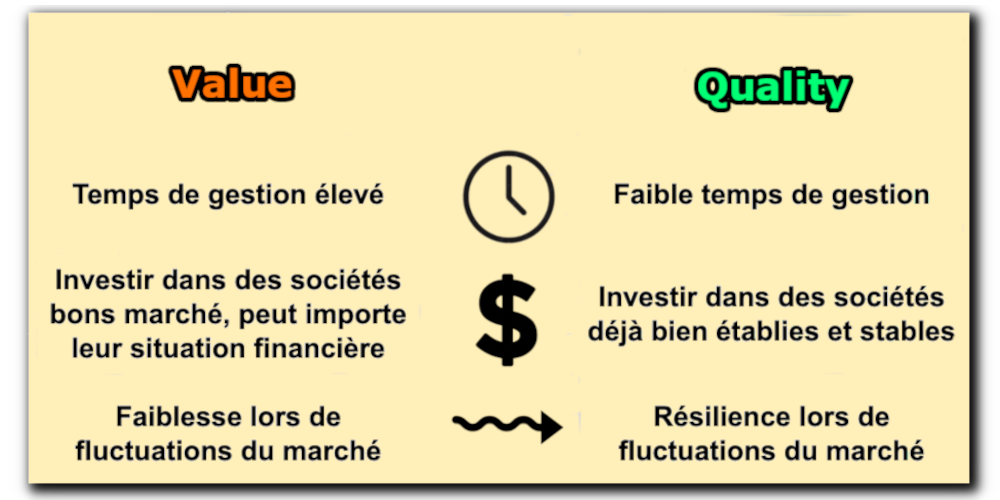 Value
Quality
Temps de gestion élevé
Faible temps de gestion
Investir dans des sociétés
bons marché, peut importe
leur situation financière
$
Investir dans des sociétés
déjà bien établies et stables
Faiblesse lors de
fluctuations du marché
Résilience lors de
fluctuations du marché